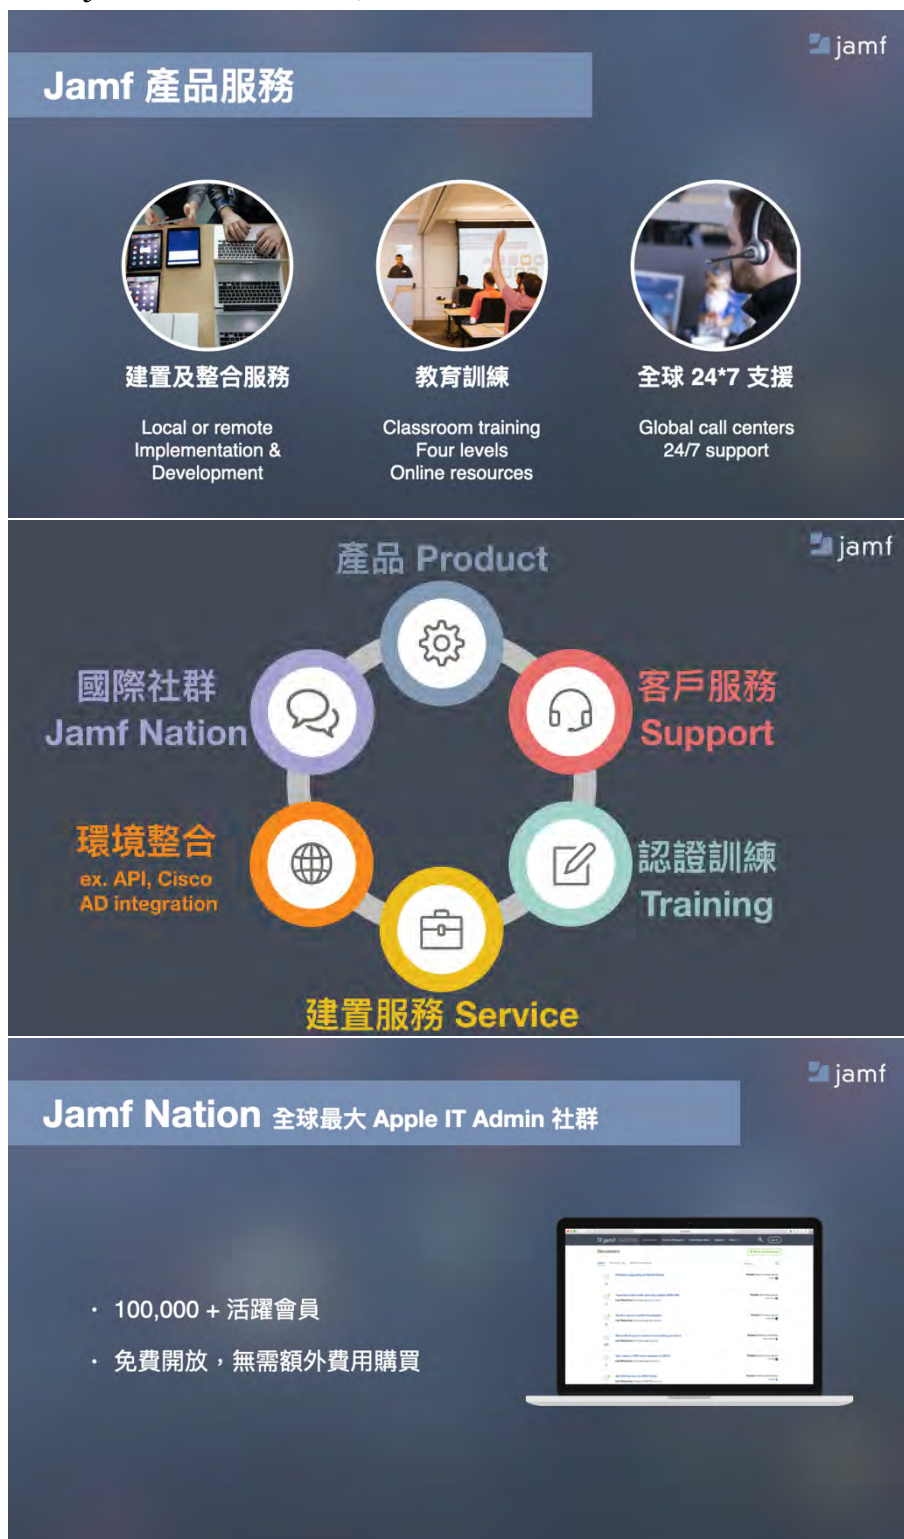 jamf
Jamf 產品服務
建置及整合服務
Local or remote
Implementation &
Development
教育訓練
Classroom training
Four levels
Online resources
全球 24*7 支援
Global call centers
24/7 support
jamf
產品 Product
客戶服務
Support
認證訓練
Training
建置服務 Service
環境整合
ex. API, Cisco
AD integration
國際社群
Jamf Nation
jamf
Jamf Nation 全球最大 Apple IT Admin 社群
· 100,000 + 活躍會員
· 免費開放，無需額外費用購買
jamf